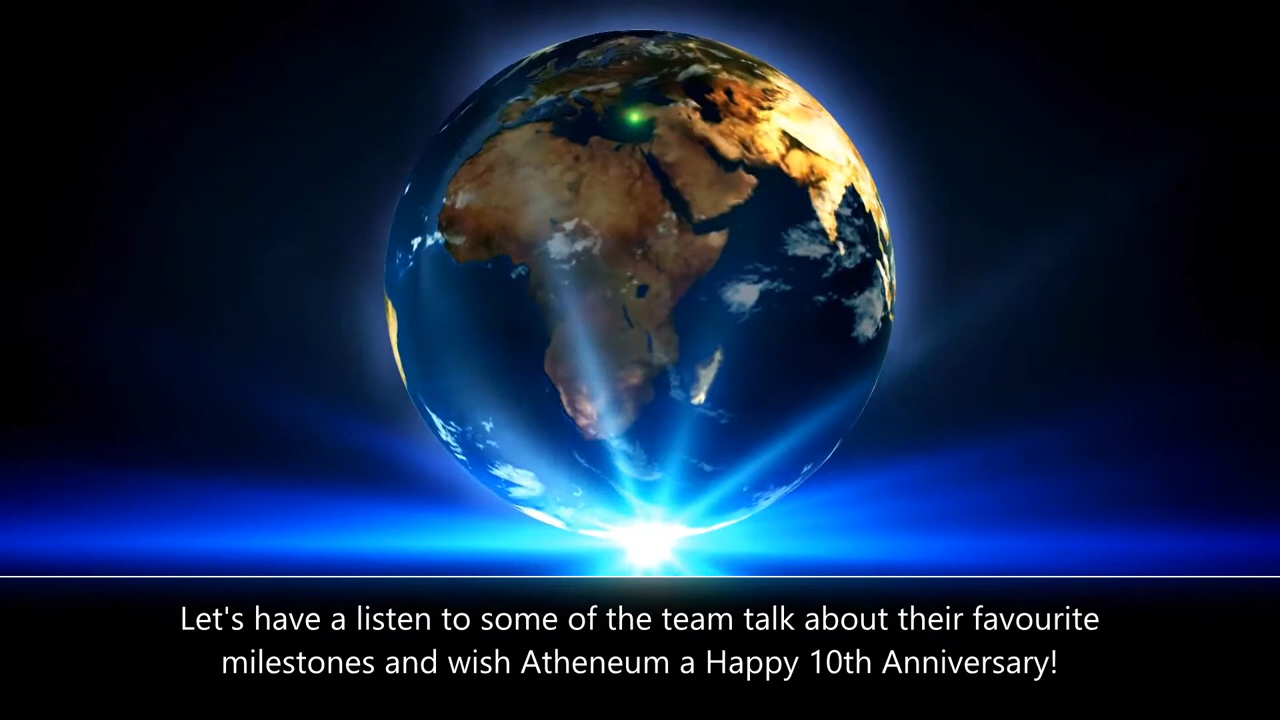 Let's have a listen to some of the team talk about their favourite
milestones and wish Atheneum a Happy 10th Anniversary!